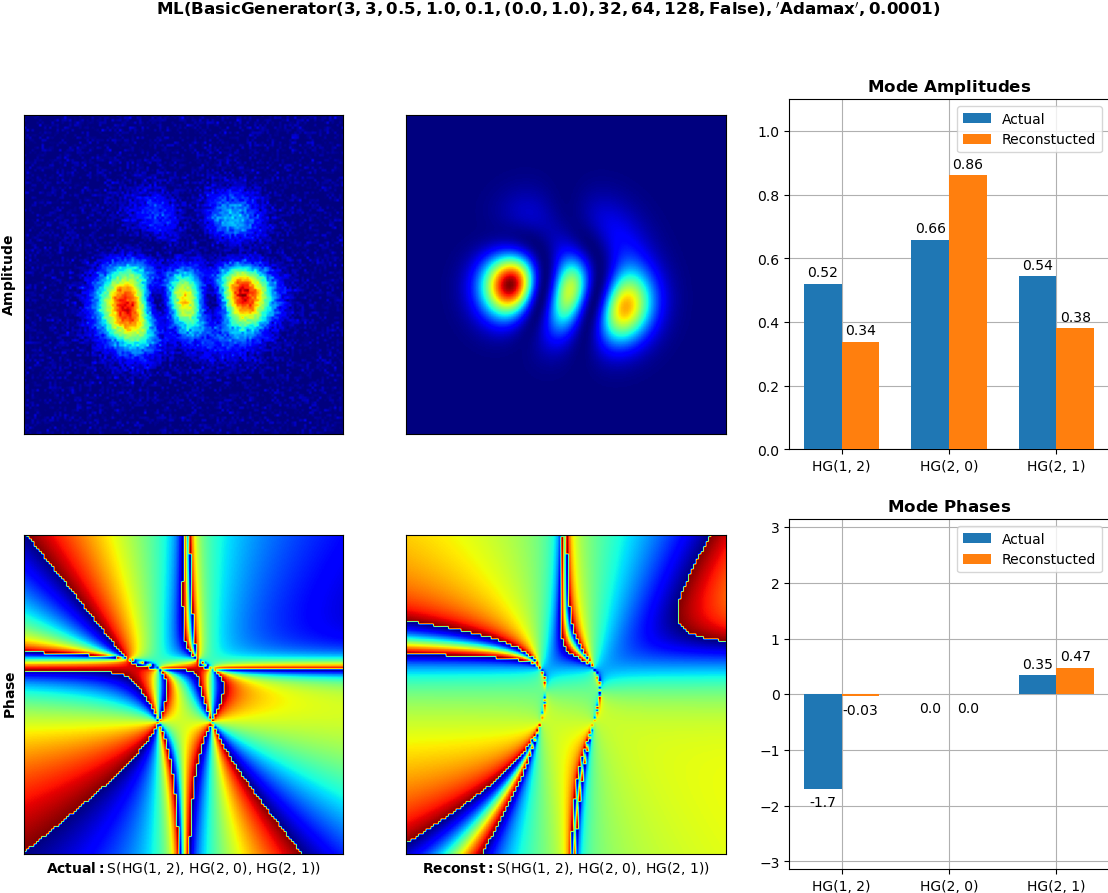 ML(BasicGenerator(3, 3, 0.5, 1.0, 0.1, (0.0, 1.0), 32, 64, 128, False), ′Adamax′, 0.0001)
Amplitude
Mode Amplitudes
Actual
Reconstucted
1.0
0.8
0.6
0.4
0.2
0.0
0.52
0.34
0.66
0.86
0.54
0.38
HG(1, 2)
HG(2, 0)
HG(2, 1)
Phase
Actual: S(HG(1, 2), HG(2, 0), HG(2, 1))
Reconst: S(HG(1, 2), HG(2, 0), HG(2, 1))
Mode Phases
Actual
Reconstucted
3
2
1
0
−1
−2
−3
-1.7
-0.03
0.0
0.0
0.35
0.47
HG(1, 2)
HG(2, 0)
HG(2, 1)